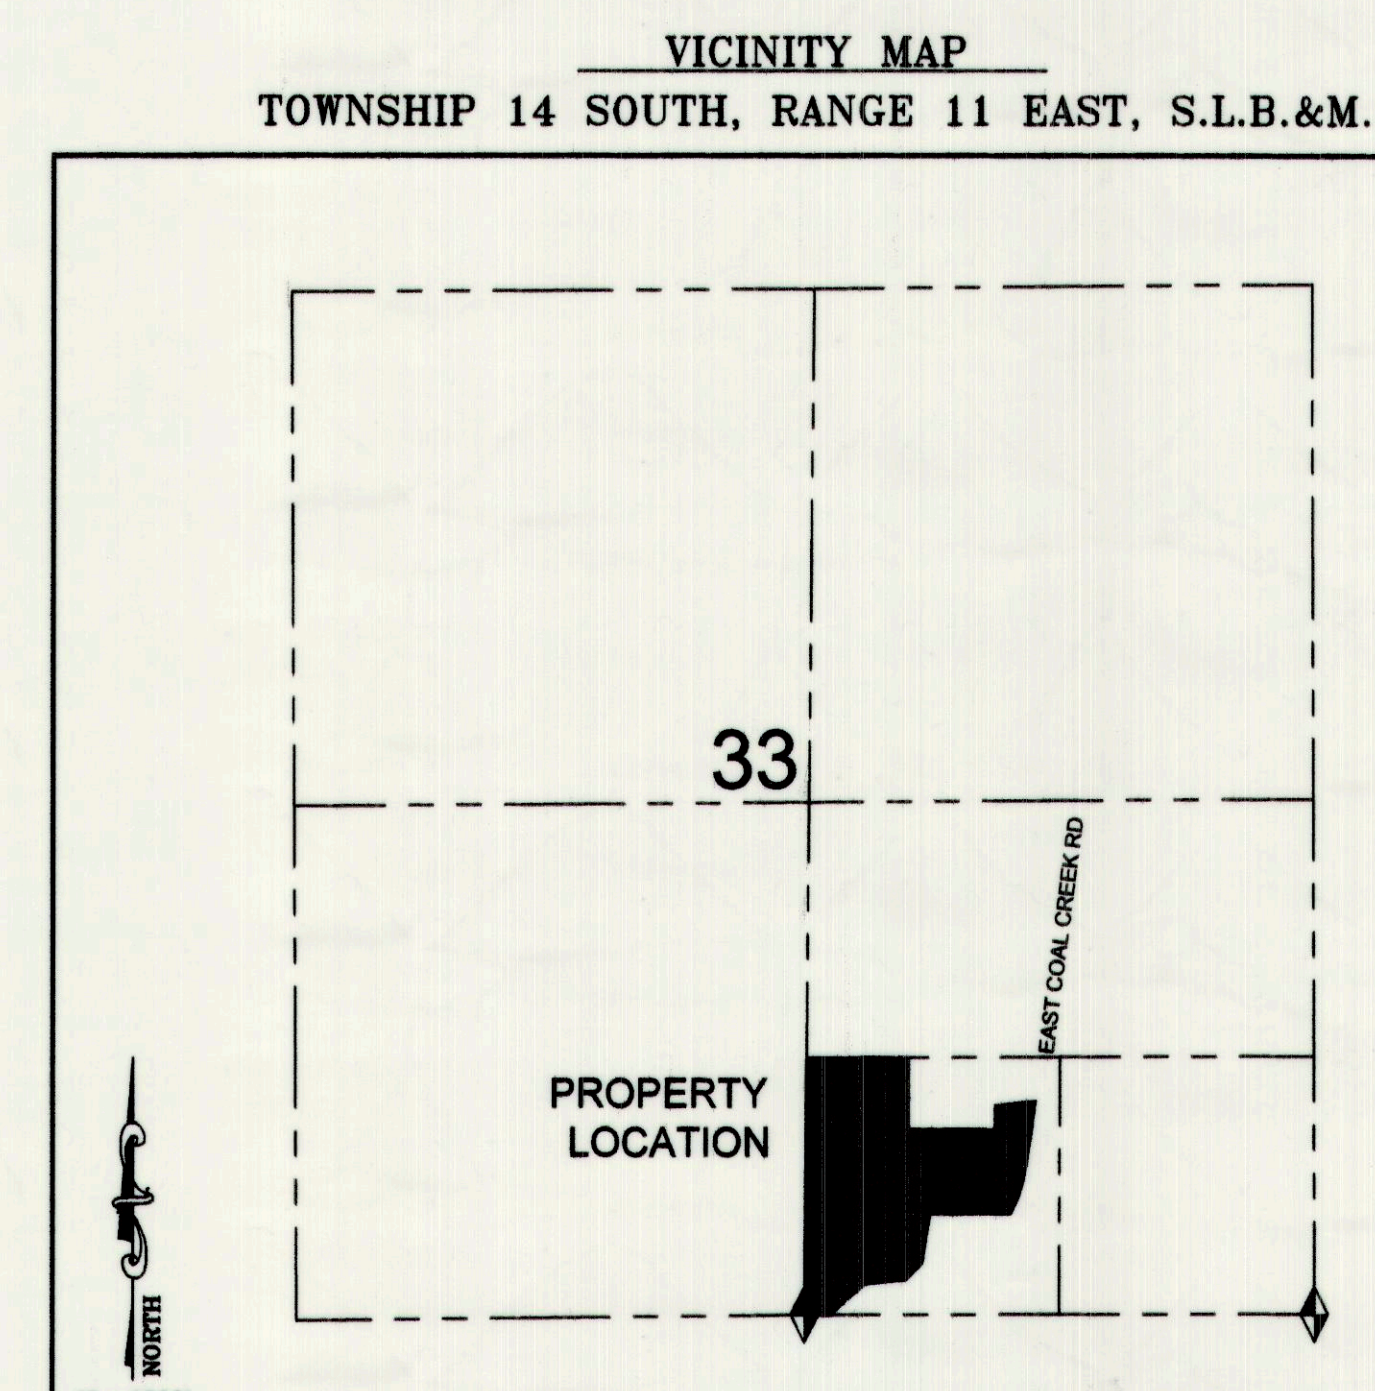 VICINITY MAP
TOWNSHIP 14 SOUTH, RANGE 11 EAST, S.L.B.&M.
33
EAST COAL CREEK RD
PROPERTY
LOCATION
NORTH